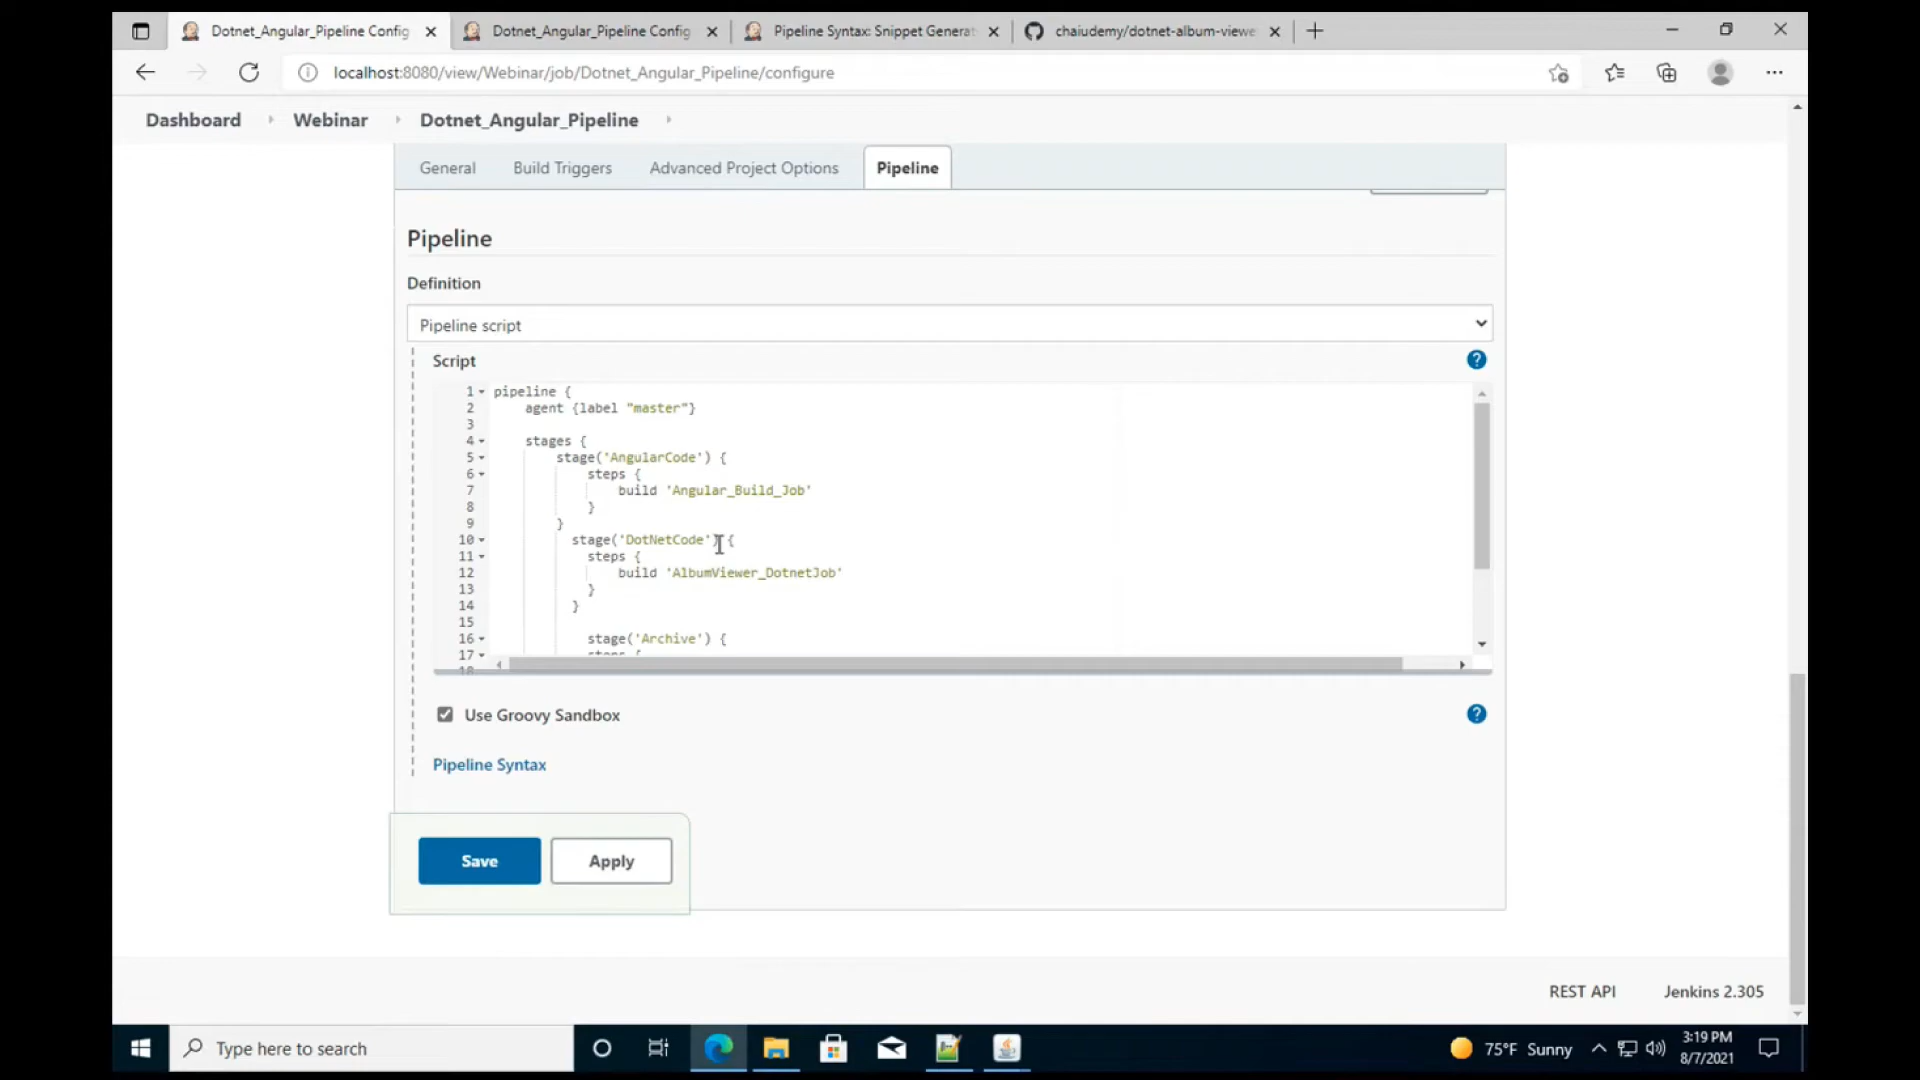 Dotnet_Angular_Pipeline Config
Dotnet_Angular_Pipeline Config
Pipeline Syntax: Snippet Generat
chaiudemy/dotnet-album-viewe
localhost:8080/view/Webinar/job/Dotnet_Angular_Pipeline/configure
Dashboard Webinar Dotnet_Angular_Pipeline
General Build Triggers Advanced Project Options Pipeline
Pipeline
Definition
Pipeline script
Script
1 pipeline {
2 agent {label "master"}
3
4 stages {
5 stage('AngularCode') {
6 steps {
7 build 'Angular_Build_Job'
8 }
9 }
10 stage('DotNetCode') {
11 steps {
12 build 'AlbumViewer_DotnetJob'
13 }
14 }
15
16 stage('Archive') {
17 steps {
18
Use Groovy Sandbox
Pipeline Syntax
Save Apply
REST API Jenkins 2.305
Type here to search
75°F Sunny
3:19 PM
8/7/2021